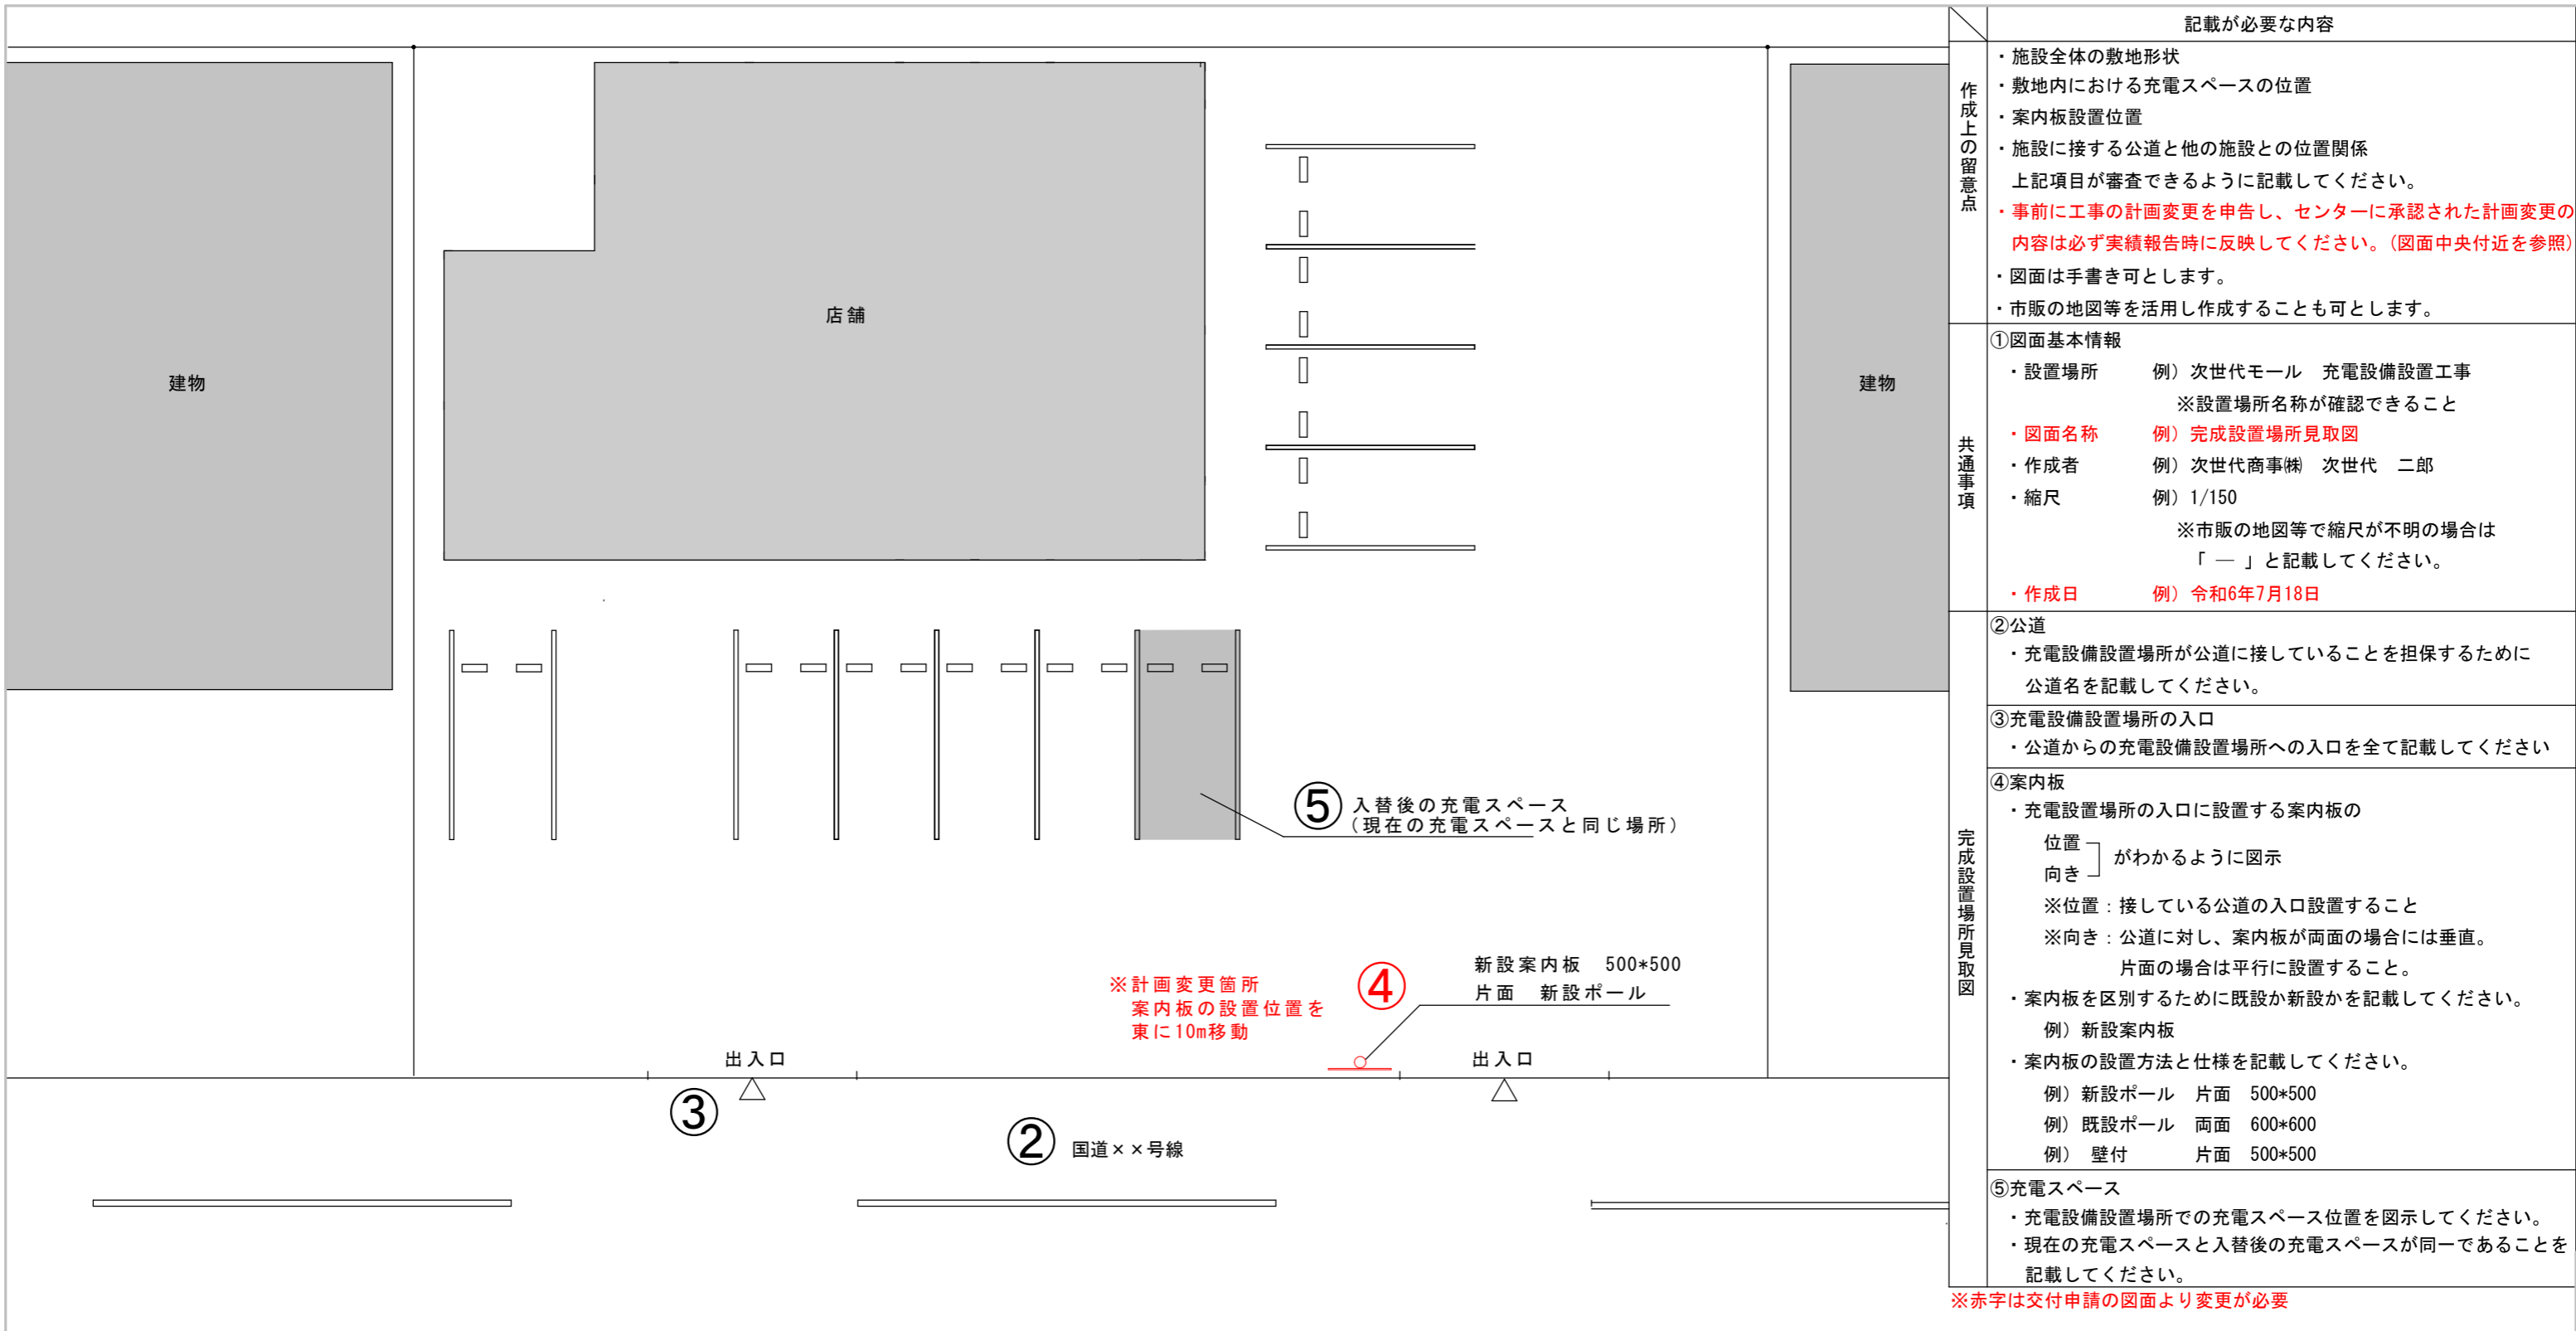 建物
店舗
建物
⑤ 入替後の充電スペース
（現在の充電スペースと同じ場所）
※計画変更箇所
案内板の設置位置を
東に10m移動
④
新設案内板　500*500
片面　新設ポール
出入口
出入口
③
② 国道××号線
記載が必要な内容
作成上の留意点
・施設全体の敷地形状
・敷地内における充電スペースの位置
・案内板設置位置
・施設に接する公道と他の施設との位置関係
上記項目が審査できるように記載してください。
・事前に工事の計画変更を申告し、センターに承認された計画変更の
内容は必ず実績報告時に反映してください。（図面中央付近を参照）
・図面は手書き可とします。
・市販の地図等を活用し作成することも可とします。
共通事項
①図面基本情報
・設置場所　例）次世代モール　充電設備設置工事
※設置場所名称が確認できること
・図面名称　例）完成設置場所見取図
・作成者　例）次世代商事㈱　次世代　二郎
・縮尺　例）1/150
※市販の地図等で縮尺が不明の場合は
「 ― 」と記載してください。
・作成日　例）令和6年7月18日
完成設置場所見取図
②公道
・充電設備設置場所が公道に接していることを担保するために
公道名を記載してください。
③充電設備設置場所の入口
・公道からの充電設備設置場所への入口を全て記載してください
④案内板
・充電設置場所の入口に設置する案内板の
位置
向き
がわかるように図示
※位置：接している公道の入口設置すること
※向き：公道に対し、案内板が両面の場合には垂直。
片面の場合は平行に設置すること。
・案内板を区別するために既設か新設かを記載してください。
例）新設案内板
・案内板の設置方法と仕様を記載してください。
例）新設ポール　片面　500*500
例）既設ポール　両面　600*600
例） 壁付　片面　500*500
⑤充電スペース
・充電設備設置場所での充電スペース位置を図示してください。
・現在の充電スペースと入替後の充電スペースが同一であることを
記載してください。
※赤字は交付申請の図面より変更が必要